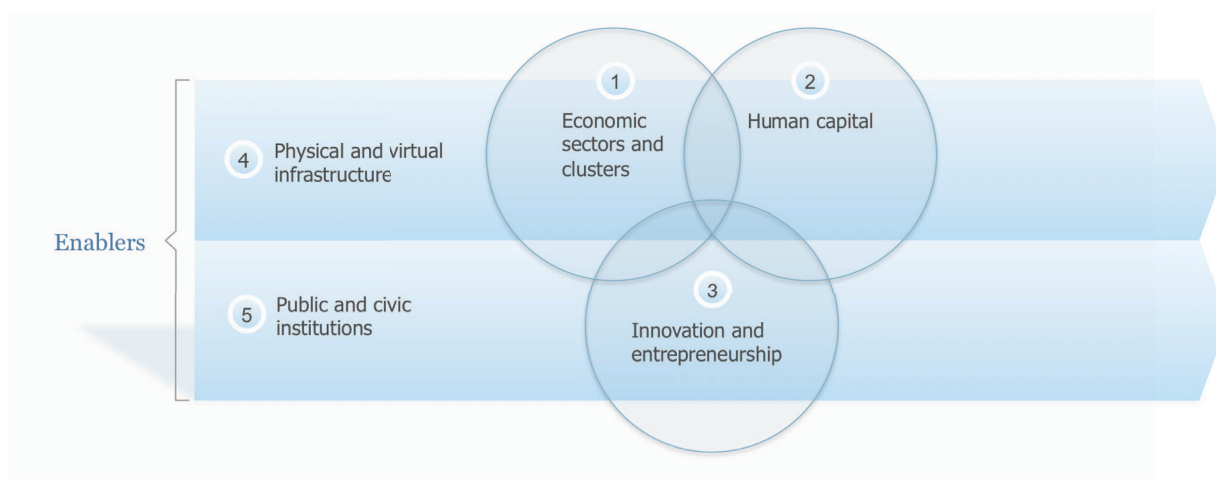 1
Economic
sectors and
clusters
2
Human capital
4
Physical and virtual
infrastructure
Enablers
5
Public and civic
institutions
3
Innovation and
entrepreneurship